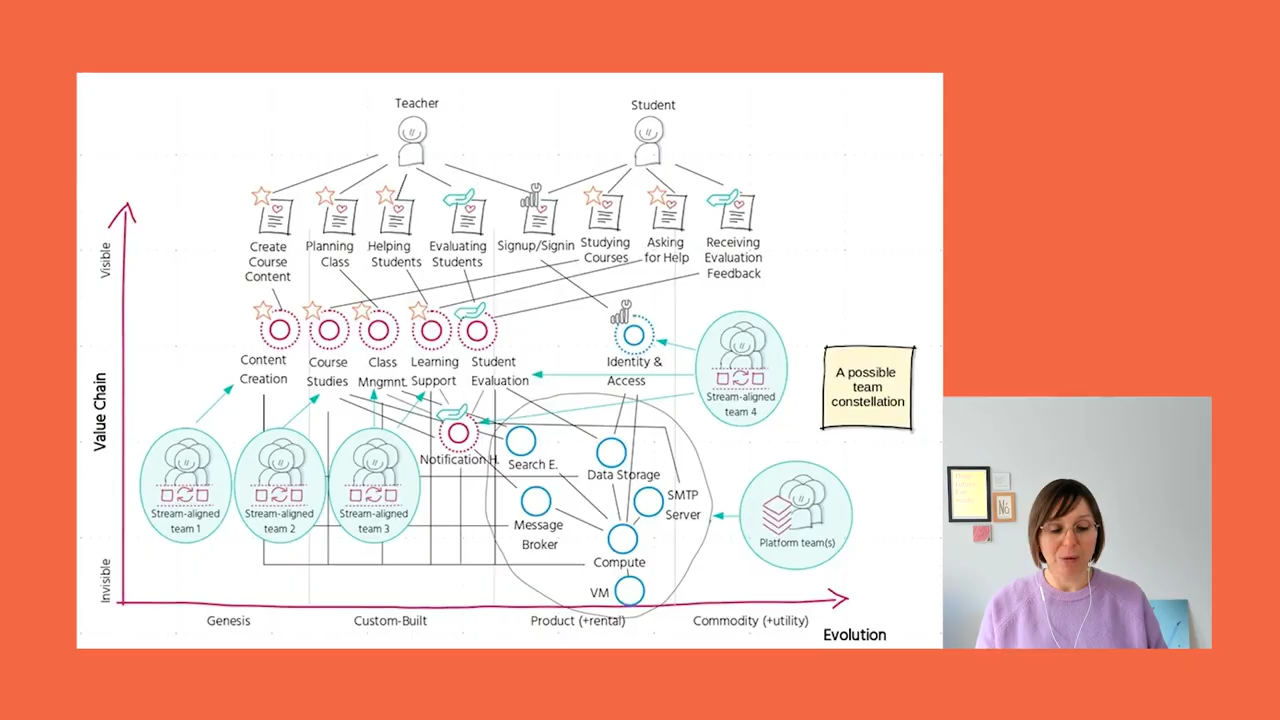 Teacher
Student
Create
Course
Content
Planning
Class
Helping
Students
Evaluating
Students
Signup/Signin
Studying
Courses
Asking
for Help
Receiving
Evaluation
Feedback
Visible
Value Chain
Invisible
Content
Creation
Course
Studies
Class
Mngmnt.
Learning
Support
Student
Evaluation
Identity &
Access
Stream-aligned
team 4
A possible
team
constellation
Notification H.
Search E.
Data Storage
SMTP
Server
Message
Broker
Compute
VM
Stream-aligned
team 1
Stream-aligned
team 2
Stream-aligned
team 3
Platform team(s)
Genesis
Custom-Built
Product (+rental)
Commodity (+utility)
Evolution
Nō